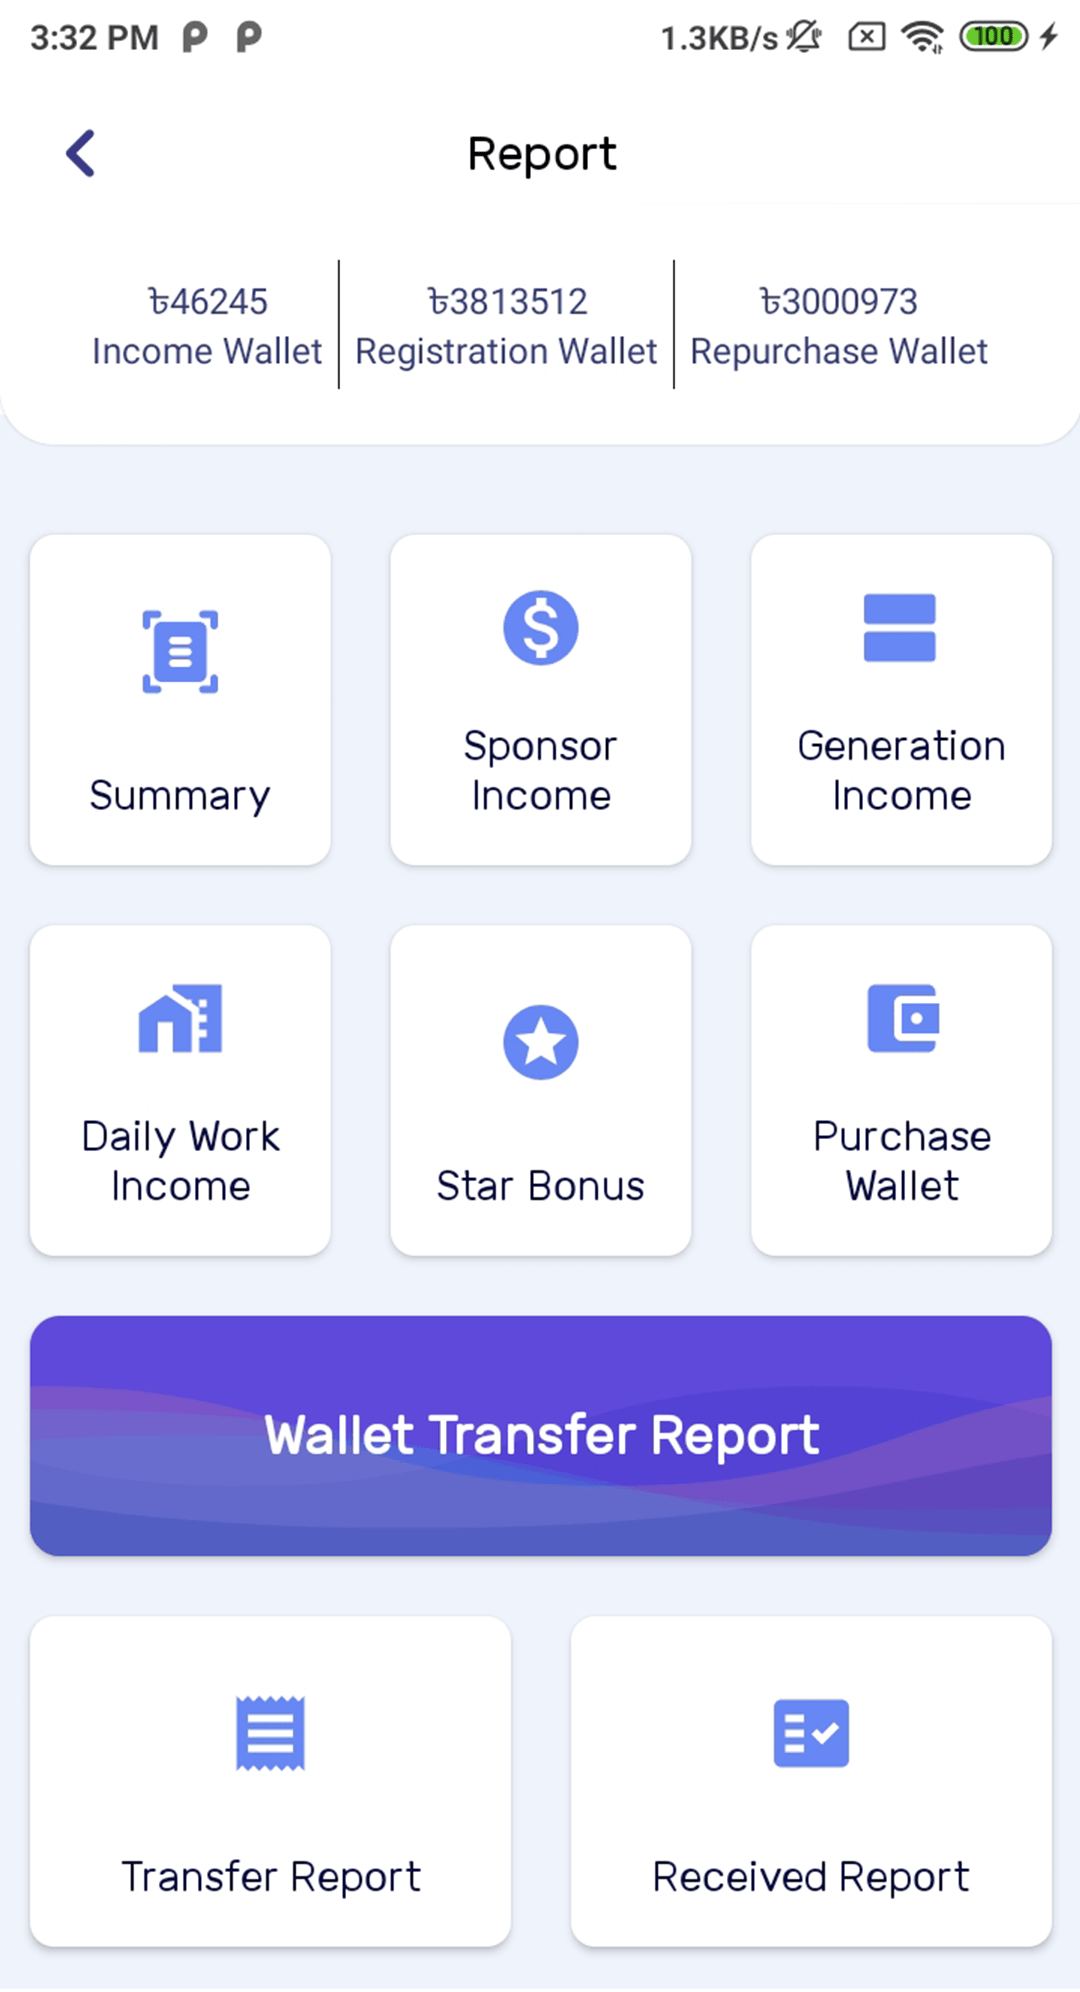 3:32 PM 1.3KB/s 100
Report
৳46245 ৳3813512 ৳3000973
Income Wallet Registration Wallet Repurchase Wallet
Summary
Sponsor
Income
Generation
Income
Daily Work
Income
Star Bonus
Purchase
Wallet
Wallet Transfer Report
Transfer Report
Received Report